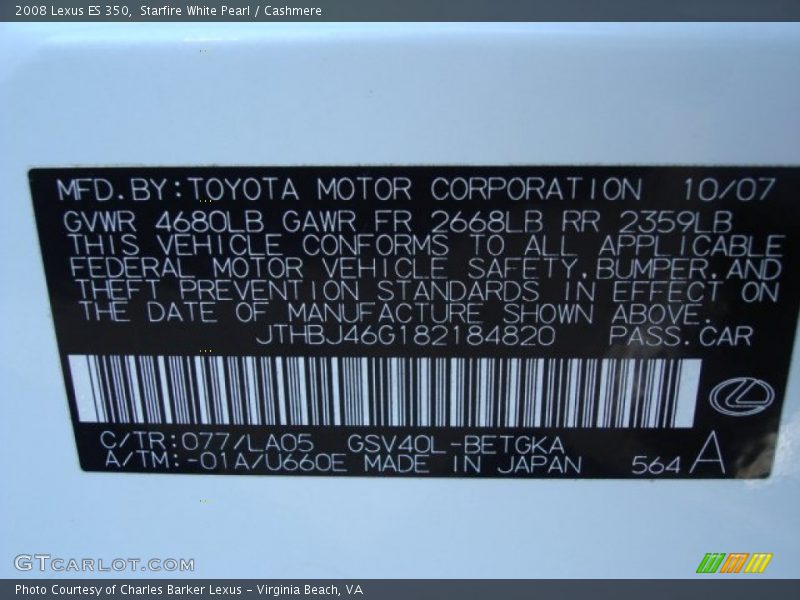 2008 Lexus ES 350, Starfire White Pearl / Cashmere
MFD.BY:TOYOTA MOTOR CORPORATION 10/07
GVWR 4680LB GAWR FR 2668LB RR 2359LB
THIS VEHICLE CONFORMS TO ALL APPLICABLE
FEDERAL MOTOR VEHICLE SAFETY,BUMPER,AND
THEFT PREVENTION STANDARDS IN EFFECT ON
THE DATE OF MANUFACTURE SHOWN ABOVE.
JTHBJ46G182184820 PASS.CAR
C/TR:077/LA05 GSV40L-BETGKA
A/TM:-01A/U660E MADE IN JAPAN 564 A
GTCARLOT.COM
Photo Courtesy of Charles Barker Lexus - Virginia Beach, VA